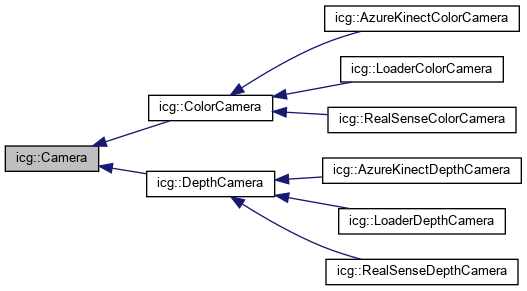 icg::AzureKinectColorCamera
icg::LoaderColorCamera
icg::ColorCamera
icg::RealSenseColorCamera
icg::Camera
icg::AzureKinectDepthCamera
icg::DepthCamera
icg::LoaderDepthCamera
icg::RealSenseDepthCamera